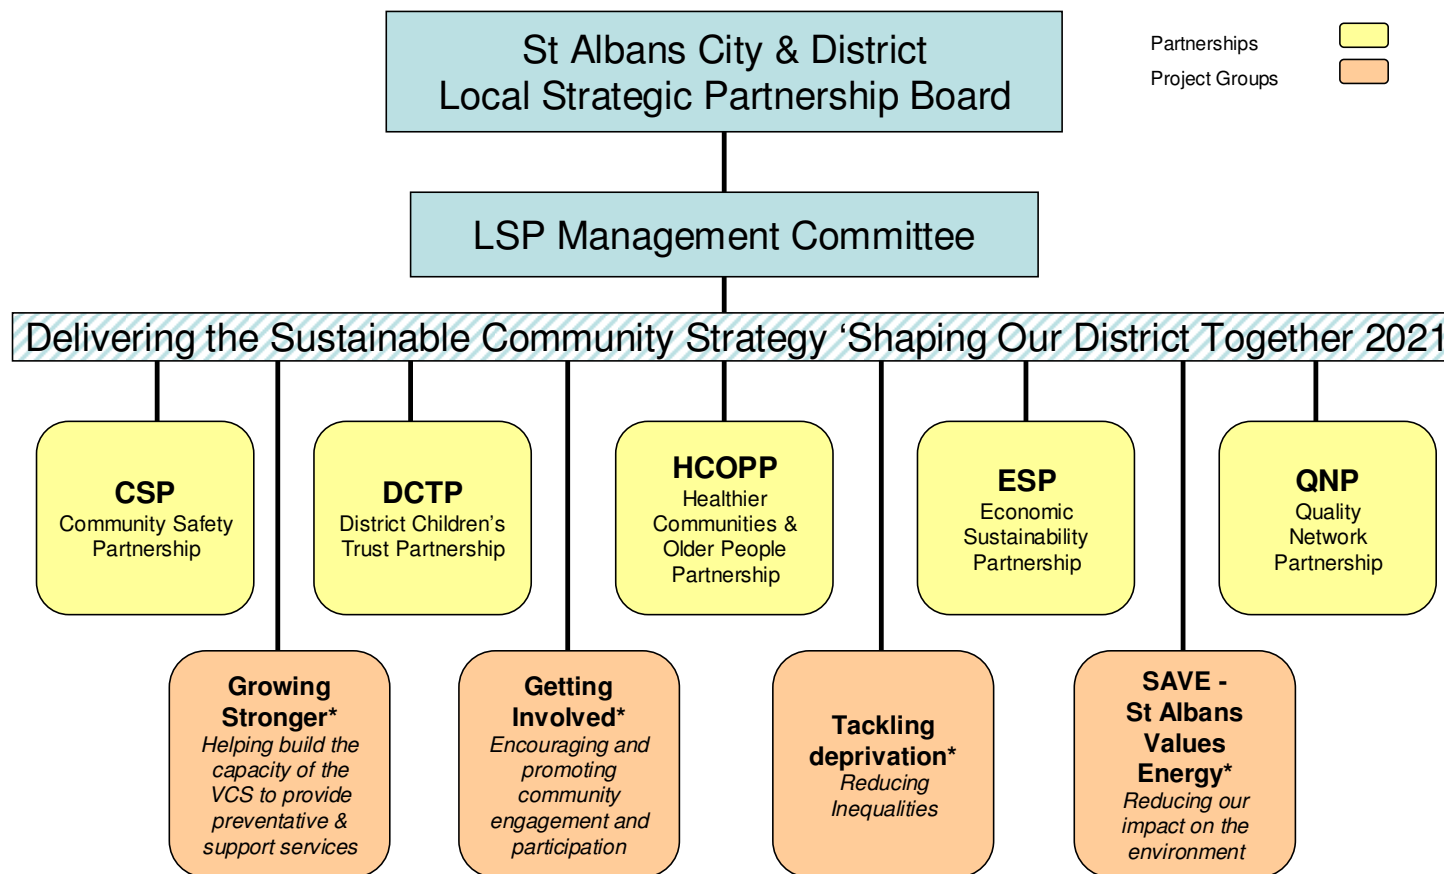 St Albans City & District
Local Strategic Partnership Board
Partnerships
Project Groups
LSP Management Committee
Delivering the Sustainable Community Strategy ‘Shaping Our District Together 2021
CSP
Community Safety
Partnership
DCTP
District Children’s
Trust Partnership
HCOPP
Healthier
Communities &
Older People
Partnership
ESP
Economic
Sustainability
Partnership
QNP
Quality
Network
Partnership
Growing
Stronger*
Helping build the
capacity of the
VCS to provide
preventative &
support services
Getting
Involved*
Encouraging and
promoting
community
engagement and
participation
Tackling
deprivation*
Reducing
Inequalities
SAVE -
St Albans
Values
Energy*
Reducing our
impact on the
environment